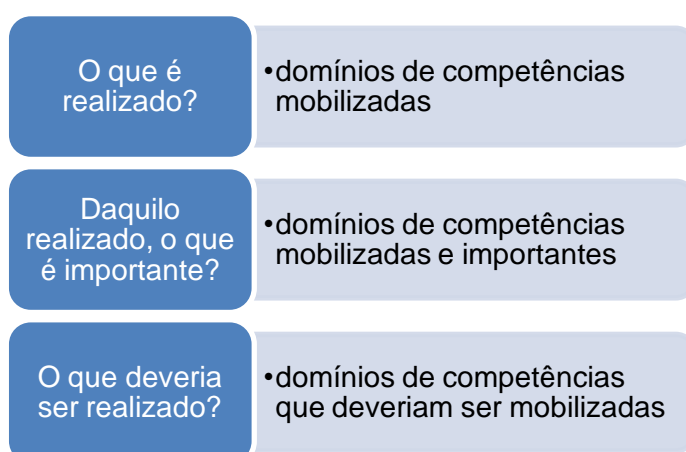 O que é
realizado?
•domínios de competências
mobilizadas
Daquilo
realizado, o que
é importante?
•domínios de competências
mobilizadas e importantes
O que deveria
ser realizado?
•domínios de competências
que deveriam ser mobilizadas